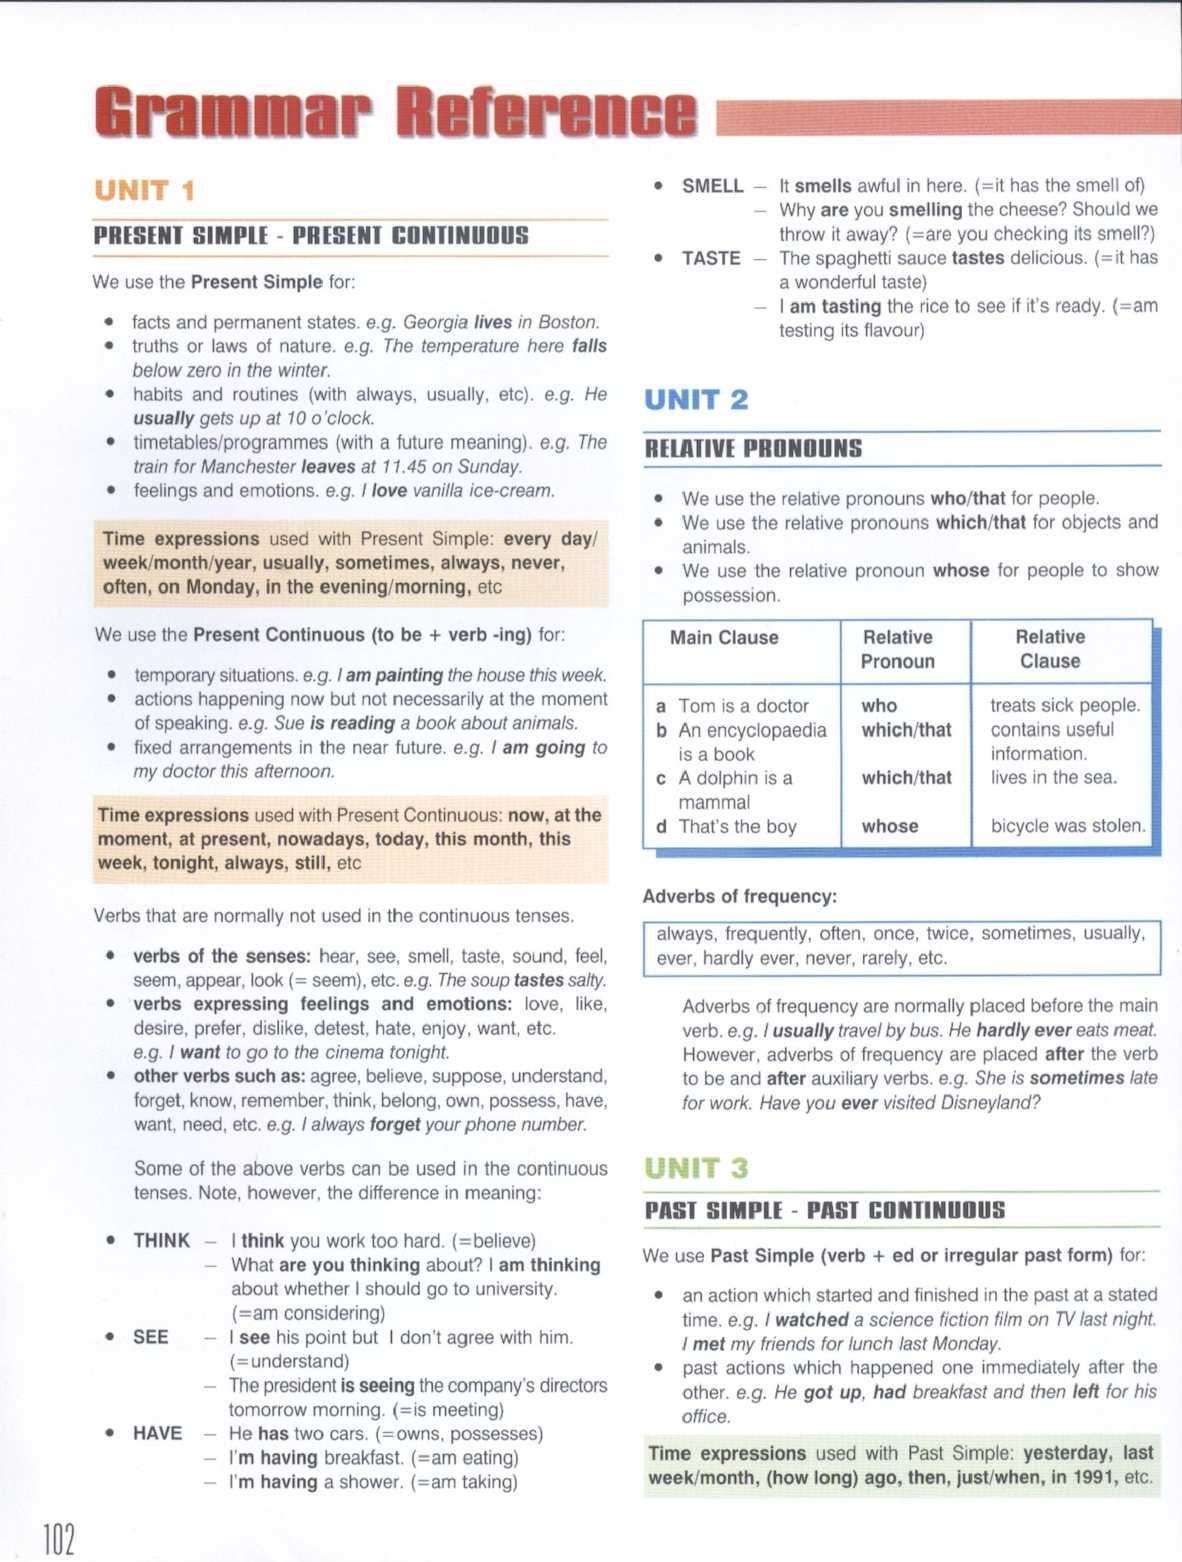 Grammar Reference
UNIT 1
PRESENT SIMPLE - PRESENT CONTINUOUS
We use the Present Simple for:
• facts and permanent states. e.g. Georgia lives in Boston.
• truths or laws of nature. e.g. The temperature here falls
below zero in the winter.
• habits and routines (with always, usually, etc). e.g. He
usually gets up at 10 o'clock.
• timetables/programmes (with a future meaning). e.g. The
train for Manchester leaves at 11.45 on Sunday.
• feelings and emotions. e.g. I love vanilla ice-cream.
Time expressions used with Present Simple: every day/
week/month/year, usually, sometimes, always, never,
often, on Monday, in the evening/morning, etc
We use the Present Continuous (to be + verb -ing) for:
• temporary situations. e.g. I am painting the house this week.
• actions happening now but not necessarily at the moment
of speaking. e.g. Sue is reading a book about animals.
• fixed arrangements in the near future. e.g. I am going to
my doctor this afternoon.
Time expressions used with Present Continuous: now, at the
moment, at present, nowadays, today, this month, this
week, tonight, always, still, etc
Verbs that are normally not used in the continuous tenses.
• verbs of the senses: hear, see, smell, taste, sound, feel,
seem, appear, look (= seem), etc. e.g. The soup tastes salty.
• verbs expressing feelings and emotions: love, like,
desire, prefer, dislike, detest, hate, enjoy, want, etc.
e.g. I want to go to the cinema tonight.
• other verbs such as: agree, believe, suppose, understand,
forget, know, remember, think, belong, own, possess, have,
want, need, etc. e.g. I always forget your phone number.
Some of the above verbs can be used in the continuous
tenses. Note, however, the difference in meaning:
• THINK – I think you work too hard. (=believe)
– What are you thinking about? I am thinking
about whether I should go to university.
(=am considering)
• SEE – I see his point but I don't agree with him.
(=understand)
– The president is seeing the company's directors
tomorrow morning. (=is meeting)
• HAVE – He has two cars. (=owns, possesses)
– I'm having breakfast. (=am eating)
– I'm having a shower. (=am taking)
• SMELL – It smells awful in here. (=it has the smell of)
– Why are you smelling the cheese? Should we
throw it away? (=are you checking its smell?)
• TASTE – The spaghetti sauce tastes delicious. (=it has
a wonderful taste)
– I am tasting the rice to see if it's ready. (=am
testing its flavour)
UNIT 2
RELATIVE PRONOUNS
• We use the relative pronouns who/that for people.
• We use the relative pronouns which/that for objects and
animals.
• We use the relative pronoun whose for people to show
possession.
Main Clause Relative Relative
Pronoun Clause
a Tom is a doctor who treats sick people.
b An encyclopaedia which/that contains useful
is a book information.
c A dolphin is a which/that lives in the sea.
mammal
d That's the boy whose bicycle was stolen.
Adverbs of frequency:
always, frequently, often, once, twice, sometimes, usually,
ever, hardly ever, never, rarely, etc.
Adverbs of frequency are normally placed before the main
verb. e.g. I usually travel by bus. He hardly ever eats meat.
However, adverbs of frequency are placed after the verb
to be and after auxiliary verbs. e.g. She is sometimes late
for work. Have you ever visited Disneyland?
UNIT 3
PAST SIMPLE - PAST CONTINUOUS
We use Past Simple (verb + ed or irregular past form) for:
• an action which started and finished in the past at a stated
time. e.g. I watched a science fiction film on TV last night.
I met my friends for lunch last Monday.
• past actions which happened one immediately after the
other. e.g. He got up, had breakfast and then left for his
office.
Time expressions used with Past Simple: yesterday, last
week/month, (how long) ago, then, just/when, in 1991, etc.
102